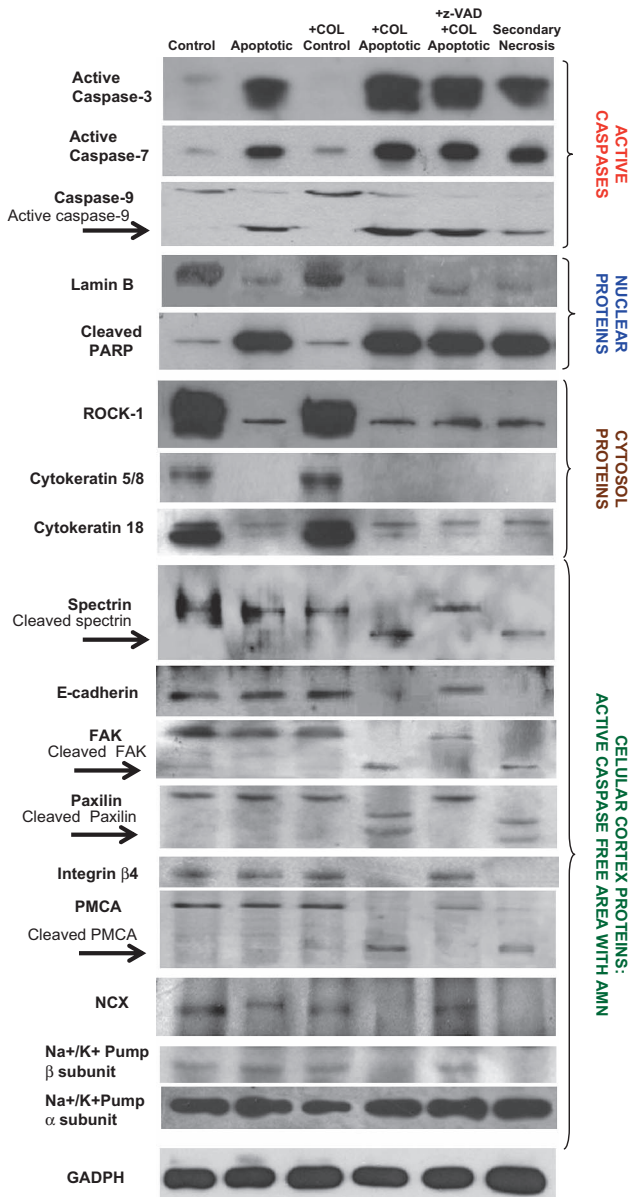 Control
Apoptotic
+COL
Control
+COL
Apoptotic
+z-VAD
+COL
Apoptotic
Secondary
Necrosis
Active
Caspase-3
Active
Caspase-7
Caspase-9
Active caspase-9
ACTIVE
CASPASES
Lamin B
Cleaved
PARP
NUCLEAR
PROTEINS
ROCK-1
Cytokeratin 5/8
Cytokeratin 18
CYTOSOL
PROTEINS
Spectrin
Cleaved spectrin
E-cadherin
FAK
Cleaved FAK
Paxilin
Cleaved Paxilin
Integrin β4
PMCA
Cleaved PMCA
NCX
Na+/K+ Pump
β subunit
Na+/K+Pump
α subunit
CELULAR CORTEX PROTEINS:
ACTIVE CASPASE FREE AREA WITH AMN
GADPH